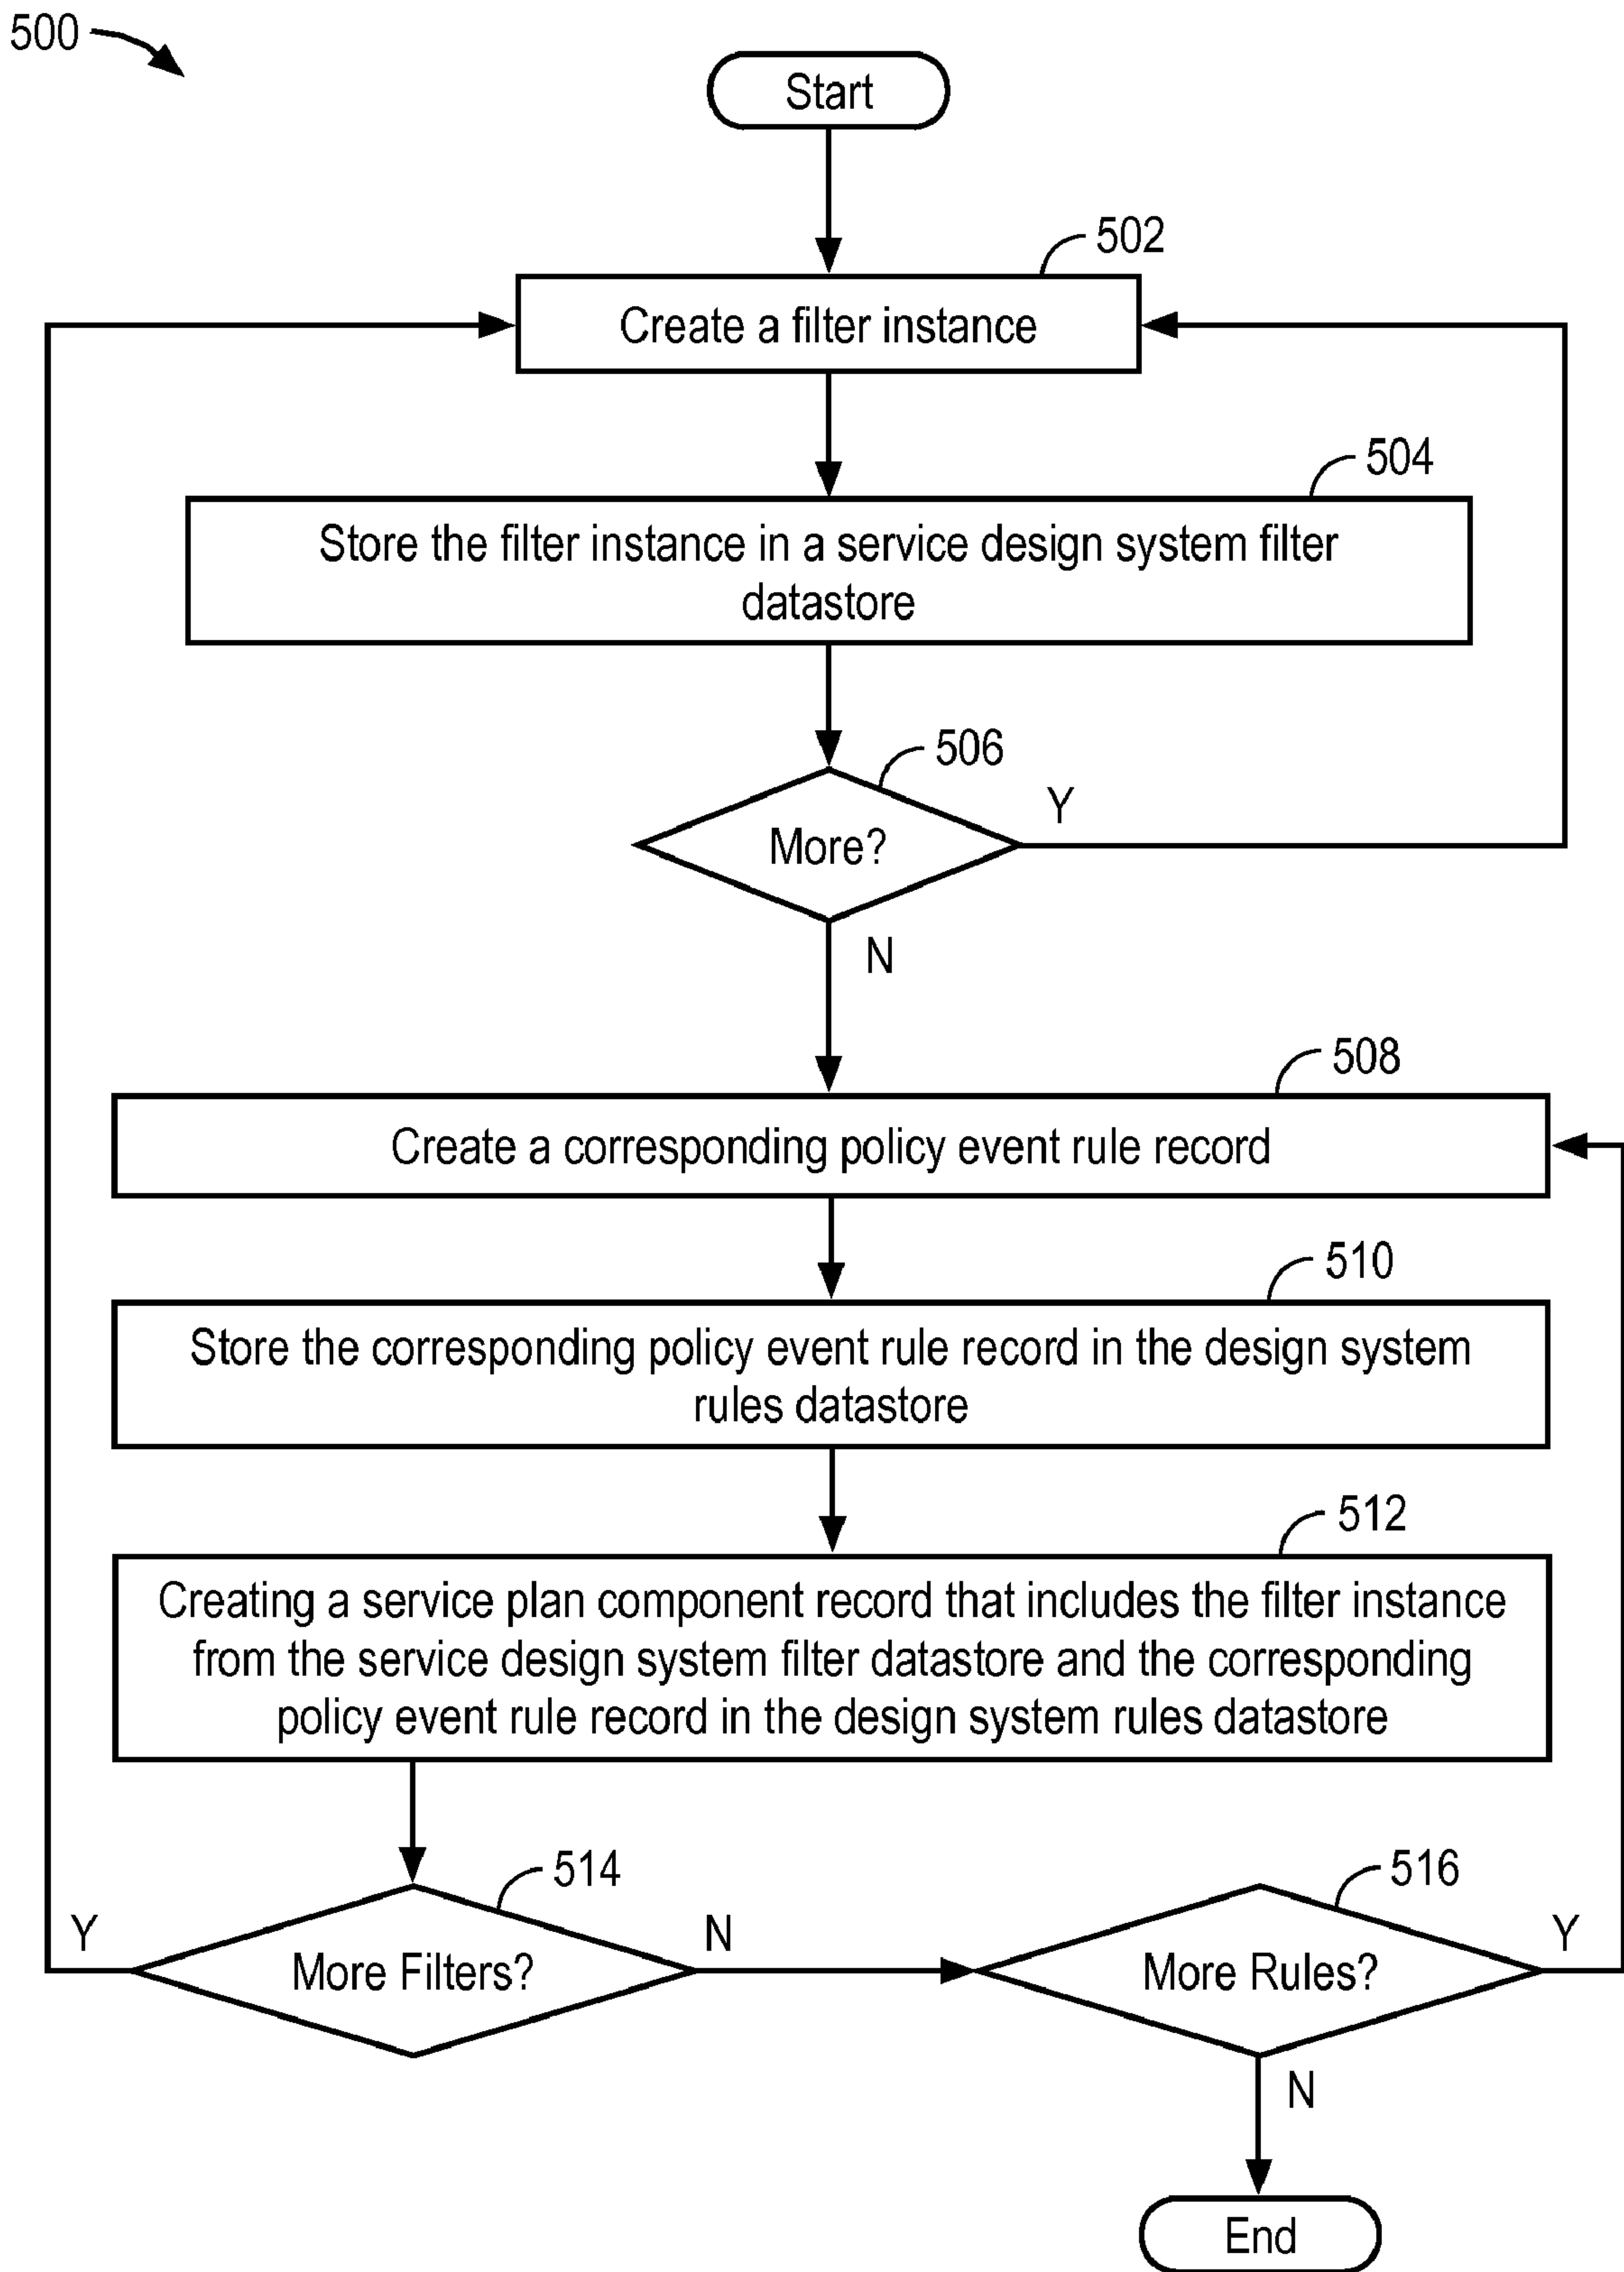 500
Start
502
Create a filter instance
504
Store the filter instance in a service design system filter
datastore
506
More?
Y
N
508
Create a corresponding policy event rule record
510
Store the corresponding policy event rule record in the design system
rules datastore
512
Creating a service plan component record that includes the filter instance
from the service design system filter datastore and the corresponding
policy event rule record in the design system rules datastore
514
516
Y
More Filters?
N
More Rules?
Y
N
End